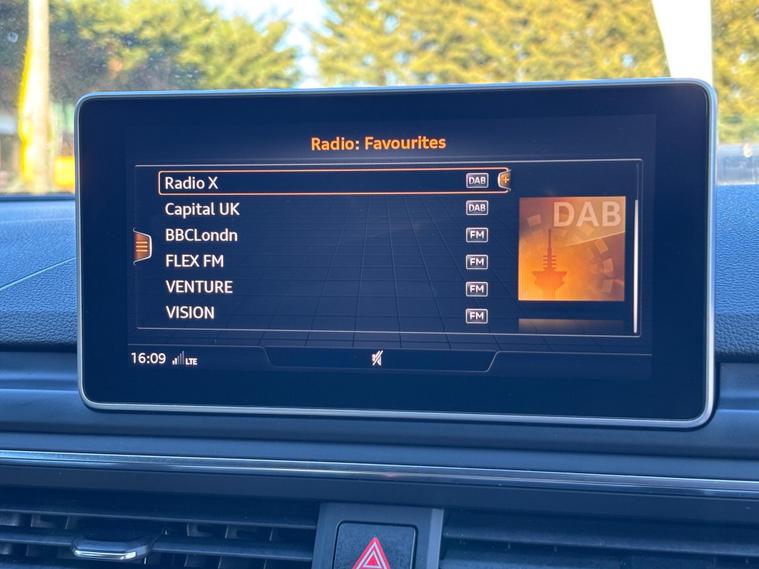 Radio: Favourites
Radio X DAB
Capital UK DAB
BBCLondn FM
FLEX FM FM
VENTURE FM
VISION FM
DAB
16:09 LTE